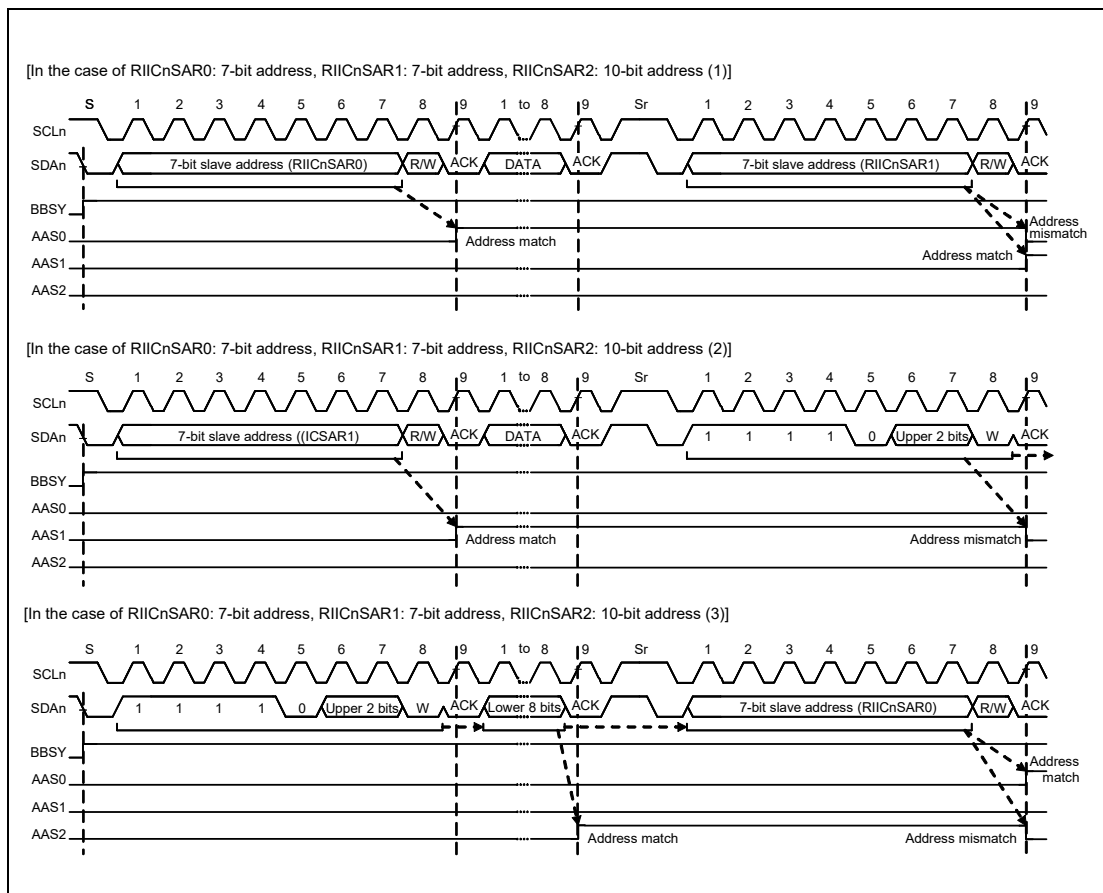 [In the case of RIICnSAR0: 7-bit address, RIICnSAR1: 7-bit address, RIICnSAR2: 10-bit address (1)]
S 1 2 3 4 5 6 7 8 9 1 to 8 9 Sr 1 2 3 4 5 6 7 8 9
SCLn
SDAn 7-bit slave address (RIICnSAR0) R/W ACK DATA ACK 7-bit slave address (RIICnSAR1) R/W ACK
BBSY
Address mismatch
AAS0 Address match
AAS1 Address match
AAS2
[In the case of RIICnSAR0: 7-bit address, RIICnSAR1: 7-bit address, RIICnSAR2: 10-bit address (2)]
S 1 2 3 4 5 6 7 8 9 1 to 8 9 Sr 1 2 3 4 5 6 7 8 9
SCLn
SDAn 7-bit slave address ((ICSAR1) R/W ACK DATA ACK 1 1 1 1 0 Upper 2 bits W ACK
BBSY
AAS0
AAS1 Address match Address mismatch
AAS2
[In the case of RIICnSAR0: 7-bit address, RIICnSAR1: 7-bit address, RIICnSAR2: 10-bit address (3)]
S 1 2 3 4 5 6 7 8 9 1 to 8 9 Sr 1 2 3 4 5 6 7 8 9
SCLn
SDAn 1 1 1 1 0 Upper 2 bits W ACK Lower 8 bits ACK 7-bit slave address (RIICnSAR0) R/W ACK
BBSY
Address match
AAS0
AAS1
AAS2 Address match Address mismatch